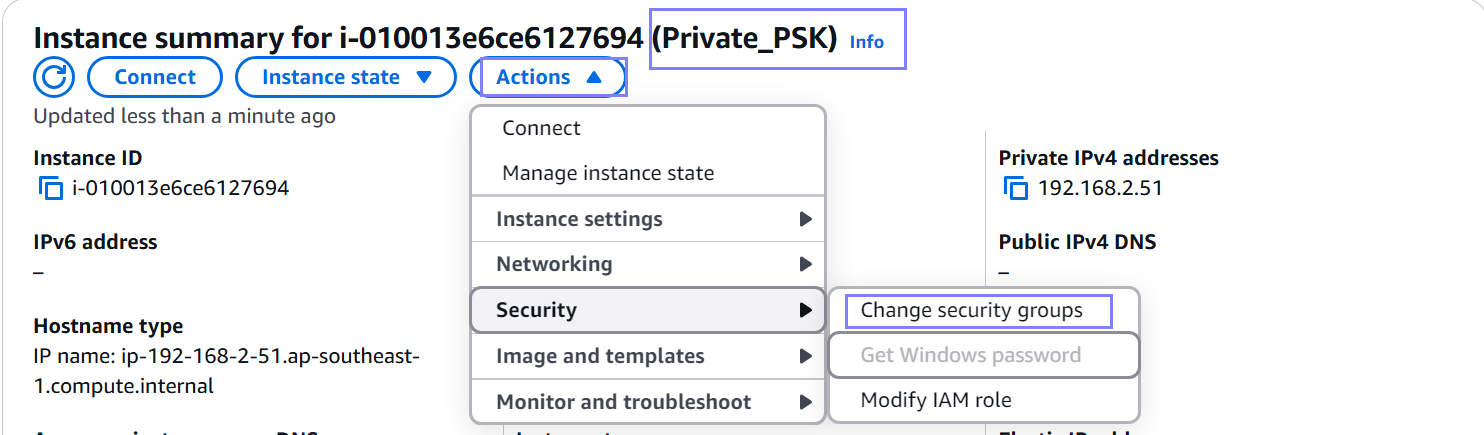 Instance summary for i-010013e6ce6127694 (Private_PSK) Info
Connect Instance state Actions
Updated less than a minute ago
Connect
Manage instance state
Instance settings
Networking
Security
Image and templates
Monitor and troubleshoot
Change security groups
Get Windows password
Modify IAM role
Instance ID
i-010013e6ce6127694
IPv6 address
–
Hostname type
IP name: ip-192-168-2-51.ap-southeast-
1.compute.internal
Private IPv4 addresses
192.168.2.51
Public IPv4 DNS
–